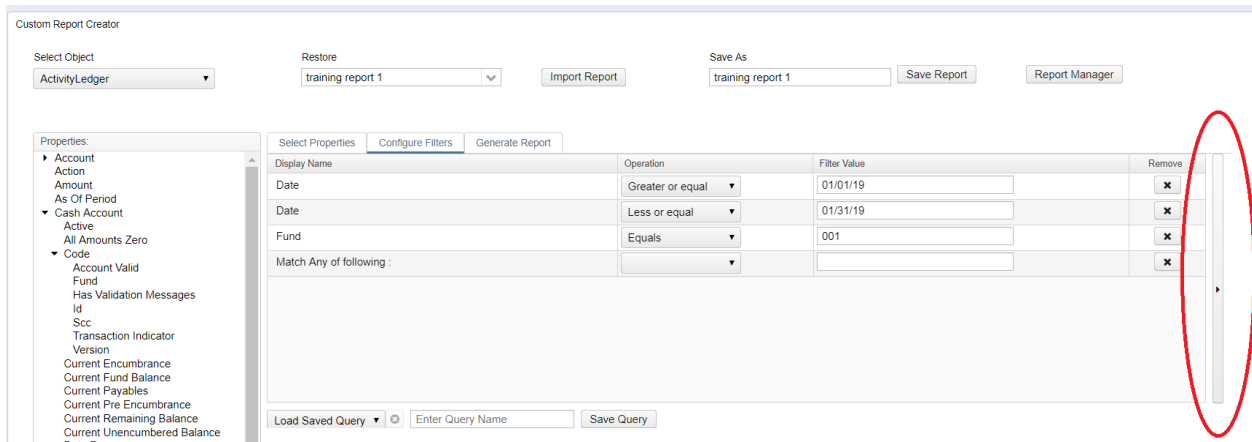 Custom Report Creator
Select Object
Restore
Save As
ActivityLedger
training report 1
Import Report
training report 1
Save Report
Report Manager
Properties:
Account
Action
Amount
As Of Period
Cash Account
Active
All Amounts Zero
Code
Account Valid
Fund
Has Validation Messages
Id
Scc
Transaction Indicator
Version
Current Encumbrance
Current Fund Balance
Current Payables
Current Pre Encumbrance
Current Remaining Balance
Current Unencumbered Balance
Select Properties Configure Filters Generate Report
Display Name Operation Filter Value Remove
Date Greater or equal 01/01/19
Date Less or equal 01/31/19
Fund Equals 001
Match Any of following :
Load Saved Query Enter Query Name Save Query